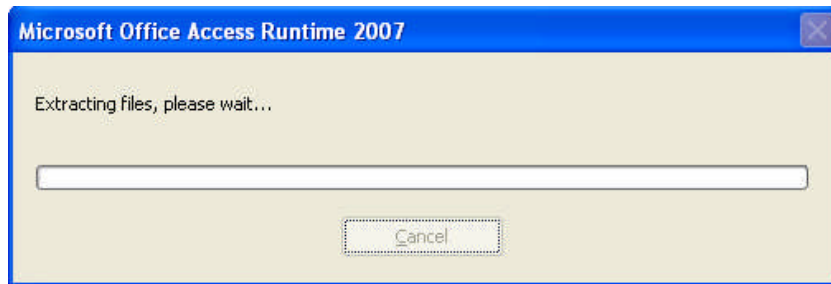 Microsoft Office Access Runtime 2007
Extracting files, please wait...
Cancel